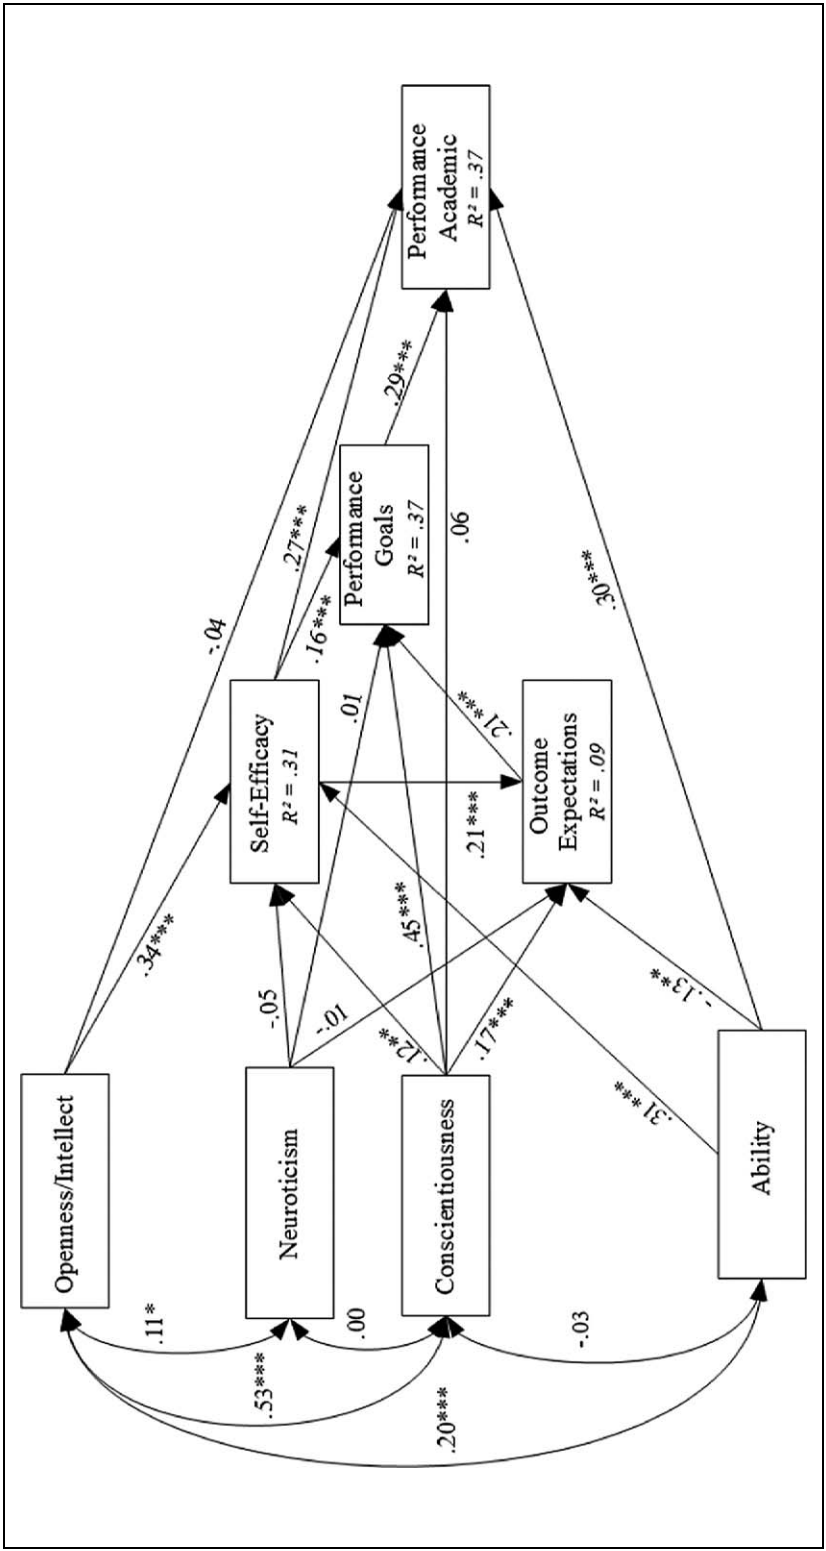 Openness/Intellect
Neuroticism
Conscientiousness
Ability
.11*
.53***
.00
.20***
-.03
.34***
-.04
-.05
-.01
.12**
.17***
.45***
.01
.31***
-.13**
.30***
Self-Efficacy
R² = .31
.21***
Outcome
Expectations
R² = .09
.27***
.16***
.21***
.06
Performance
Goals
R² = .37
.29***
Performance
Academic
R² = .37